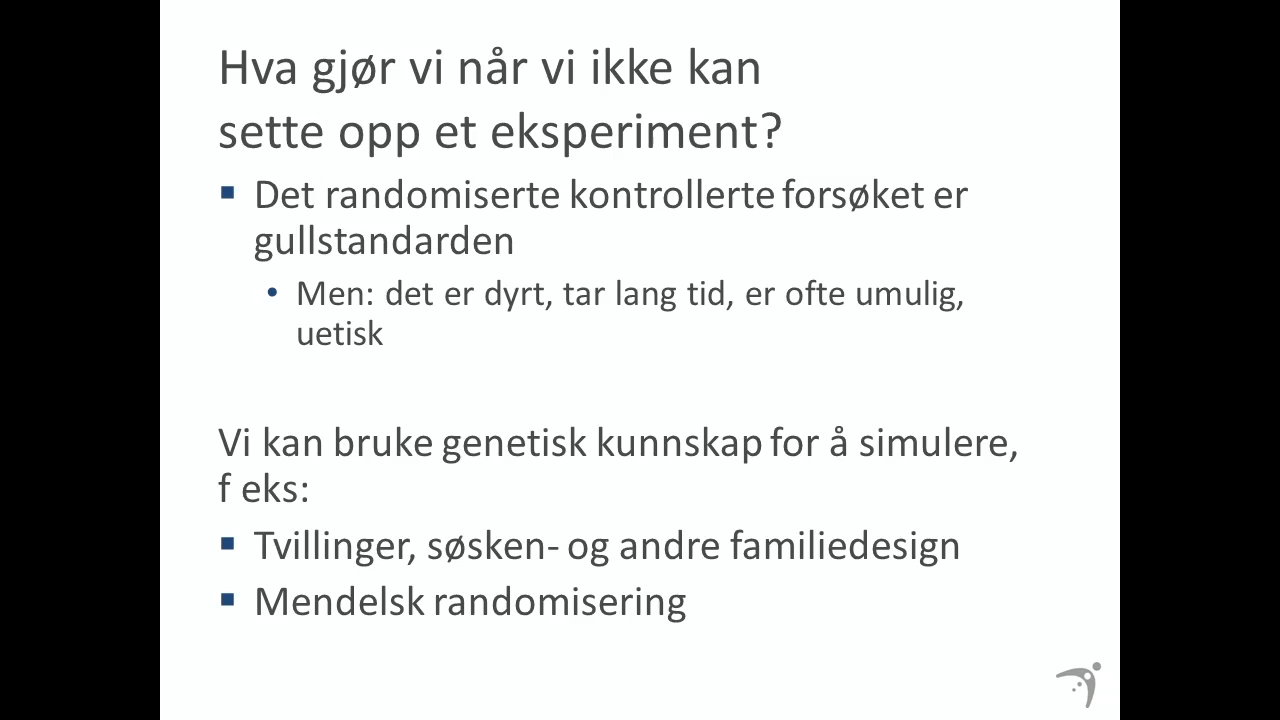 Hva gjør vi når vi ikke kan
sette opp et eksperiment?
Det randomiserte kontrollerte forsøket er
gullstandarden
Men: det er dyrt, tar lang tid, er ofte umulig,
uetisk
Vi kan bruke genetisk kunnskap for å simulere,
f eks:
Tvillinger, søsken- og andre familiedesign
Mendelsk randomisering